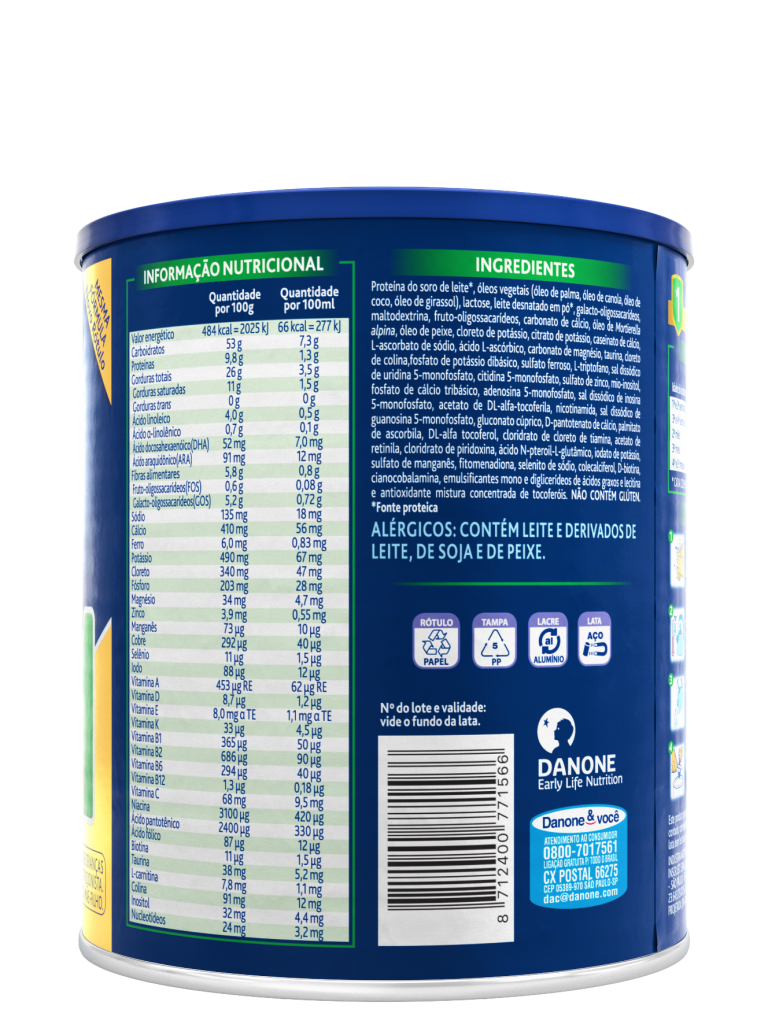 MESMA
FÓRMULA
INFORMAÇÃO NUTRICIONAL
Quantidade por 100g Quantidade por 100ml
Valor energético 484 kcal = 2025 kJ 66 kcal = 277 kJ
Carboidratos 53 g 7,3 g
Proteínas 9,8 g 1,3 g
Gorduras totais 26 g 3,5 g
Gorduras saturadas 11 g 1,5 g
Gorduras trans 0 g 0 g
Ácido linoleico 4,0 g 0,5 g
Ácido α-linolênico 0,7 g 0,1 g
Ácido docosahexaenóico(DHA) 52 mg 7,0 mg
Ácido araquidônico(ARA) 91 mg 12 mg
Fibras alimentares 5,8 g 0,8 g
Fruto-oligossacarídeos(FOS) 0,6 g 0,08 g
Galacto-oligossacarídeos(GOS) 5,2 g 0,72 g
Sódio 135 mg 18 mg
Cálcio 410 mg 56 mg
Ferro 6,0 mg 0,83 mg
Potássio 490 mg 67 mg
Cloreto 340 mg 47 mg
Fósforo 203 mg 28 mg
Magnésio 34 mg 4,7 mg
Zinco 3,9 mg 0,55 mg
Manganês 73 µg 10 µg
Cobre 292 µg 40 µg
Selênio 11 µg 1,5 µg
Iodo 88 µg 12 µg
Vitamina A 453 µg RE 62 µg RE
Vitamina D 8,7 µg 1,2 µg
Vitamina E 8,0 mg α TE 1,1 mg α TE
Vitamina K 33 µg 4,5 µg
Vitamina B1 365 µg 50 µg
Vitamina B2 686 µg 90 µg
Vitamina B6 294 µg 40 µg
Vitamina B12 1,3 µg 0,18 µg
Vitamina C 68 mg 9,5 mg
Niacina 3100 µg 420 µg
Ácido pantotênico 2400 µg 330 µg
Ácido fólico 87 µg 12 µg
Biotina 11 µg 1,5 µg
Taurina 38 mg 5,2 mg
L-carnitina 7,8 mg 1,1 mg
Colina 91 mg 12 mg
Inositol 32 mg 4,4 mg
Nucleotídeos 24 mg 3,2 mg
INGREDIENTES
Proteína do soro de leite*, óleos vegetais (óleo de palma, óleo de canola, óleo de
coco, óleo de girassol), lactose, leite desnatado em pó*, galacto-oligossacarídeos,
maltodextrina, fruto-oligossacarídeos, carbonato de cálcio, óleo de Mortierella
alpina, óleo de peixe, cloreto de potássio, citrato de potássio, caseinato de cálcio,
L-ascorbato de sódio, ácido L-ascórbico, carbonato de magnésio, taurina, cloreto
de colina,fosfato de potássio dibásico, sulfato ferroso, L-triptofano, sal dissódico
de uridina 5-monofosfato, citidina 5-monofosfato, sulfato de zinco, mio-inositol,
fosfato de cálcio tribásico, adenosina 5-monofosfato, sal dissódico de inosina
5-monofosfato, acetato de DL-alfa-tocoferila, nicotinamida, sal dissódico de
guanosina 5-monofosfato, gluconato cúprico, D-pantotenato de cálcio, palmitato
de ascorbila, DL-alfa tocoferol, cloridrato de cloreto de tiamina, acetato de
retinila, cloridrato de piridoxina, ácido N-pteroil-L-glutâmico, iodato de potássio,
sulfato de manganês, fitomenadiona, selenito de sódio, colecalciferol, D-biotina,
cianocobalamina, emulsificantes mono e diglicerídeos de ácidos graxos e lecitina
e antioxidante mistura concentrada de tocoferóis. NÃO CONTÉM GLÚTEN.
*Fonte proteica
ALÉRGICOS: CONTÉM LEITE E DERIVADOS DE
LEITE, DE SOJA E DE PEIXE.
RÓTULO TAMPA LACRE LATA
5 al AÇO
PAPEL PP ALUMÍNIO
Nº do lote e validade:
vide o fundo da lata.
8 712400 771566
DANONE
Early Life Nutrition
Danone & você
ATENDIMENTO AO CONSUMIDOR
0800-7017561
LIGAÇÃO GRATUITA P/ TODO O BRASIL
CX POSTAL 66275
CEP 05389-970 SÃO PAULO-SP
dac@danone.com
1